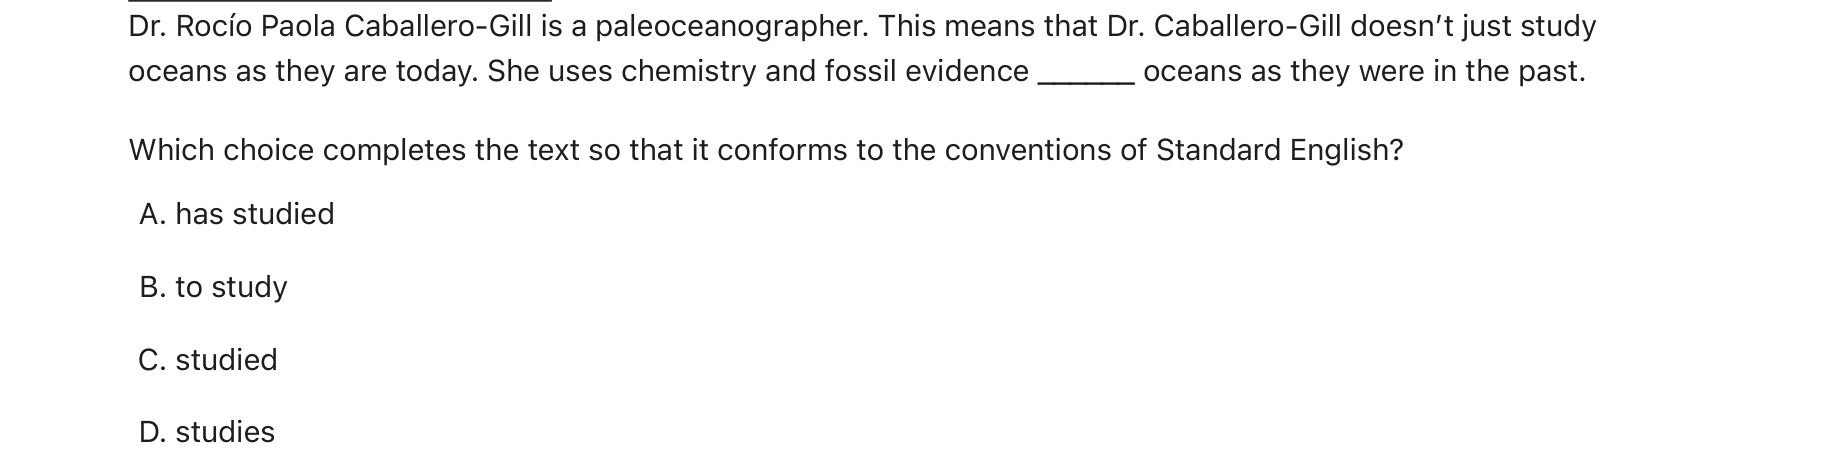 Dr. Rocío Paola Caballero-Gill is a paleoceanographer. This means that Dr. Caballero-Gill doesn't just study
oceans as they are today. She uses chemistry and fossil evidence ______ oceans as they were in the past.
Which choice completes the text so that it conforms to the conventions of Standard English?
A. has studied
B. to study
C. studied
D. studies